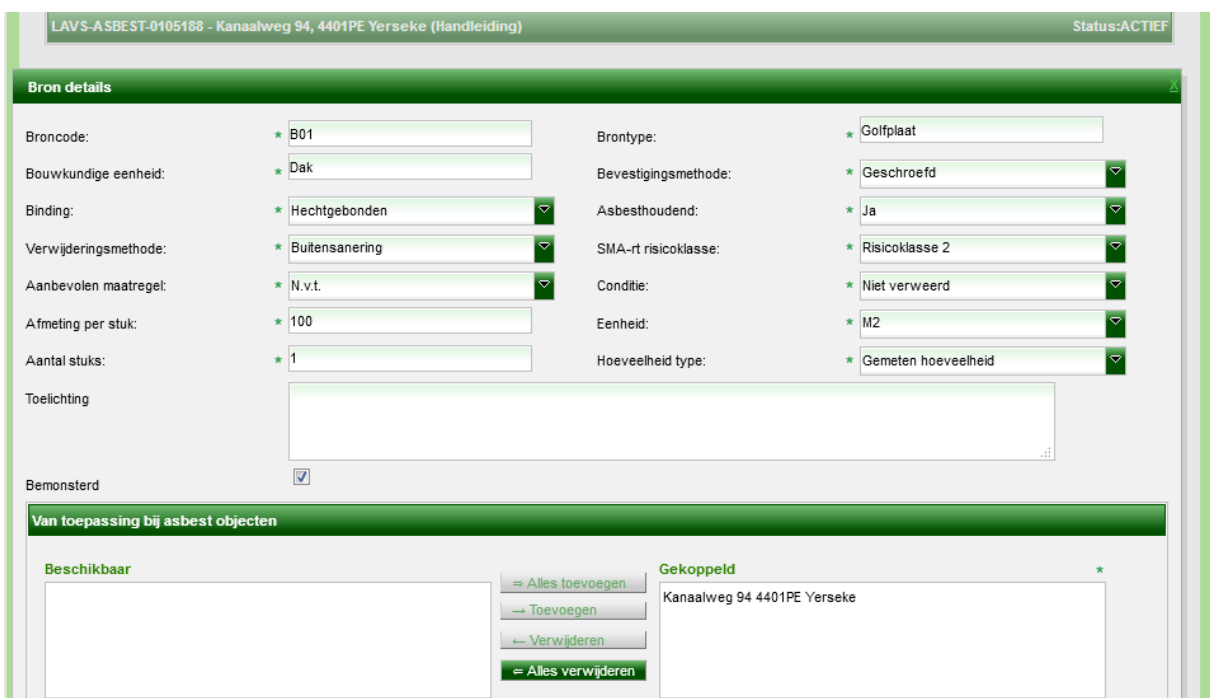 LAVS-ASBEST-0105188 - Kanaalweg 94, 4401PE Yerseke (Handleiding) Status:ACTIEF
Bron details X
Broncode: * B01 Brontype: * Golfplaat
Bouwkundige eenheid: * Dak Bevestigingsmethode: * Geschroefd
Binding: * Hechtgebonden Asbesthoudend: * Ja
Verwijderingsmethode: * Buitensanering SMA-rt risicoklasse: * Risicoklasse 2
Aanbevolen maatregel: * N.v.t. Conditie: * Niet verweerd
Afmeting per stuk: * 100 Eenheid: * M2
Aantal stuks: * 1 Hoeveelheid type: * Gemeten hoeveelheid
Toelichting
Bemonsterd
Van toepassing bij asbest objecten
Beschikbaar Gekoppeld *
⇒ Alles toevoegen
Kanaalweg 94 4401PE Yerseke
→ Toevoegen
← Verwijderen
⇐ Alles verwijderen